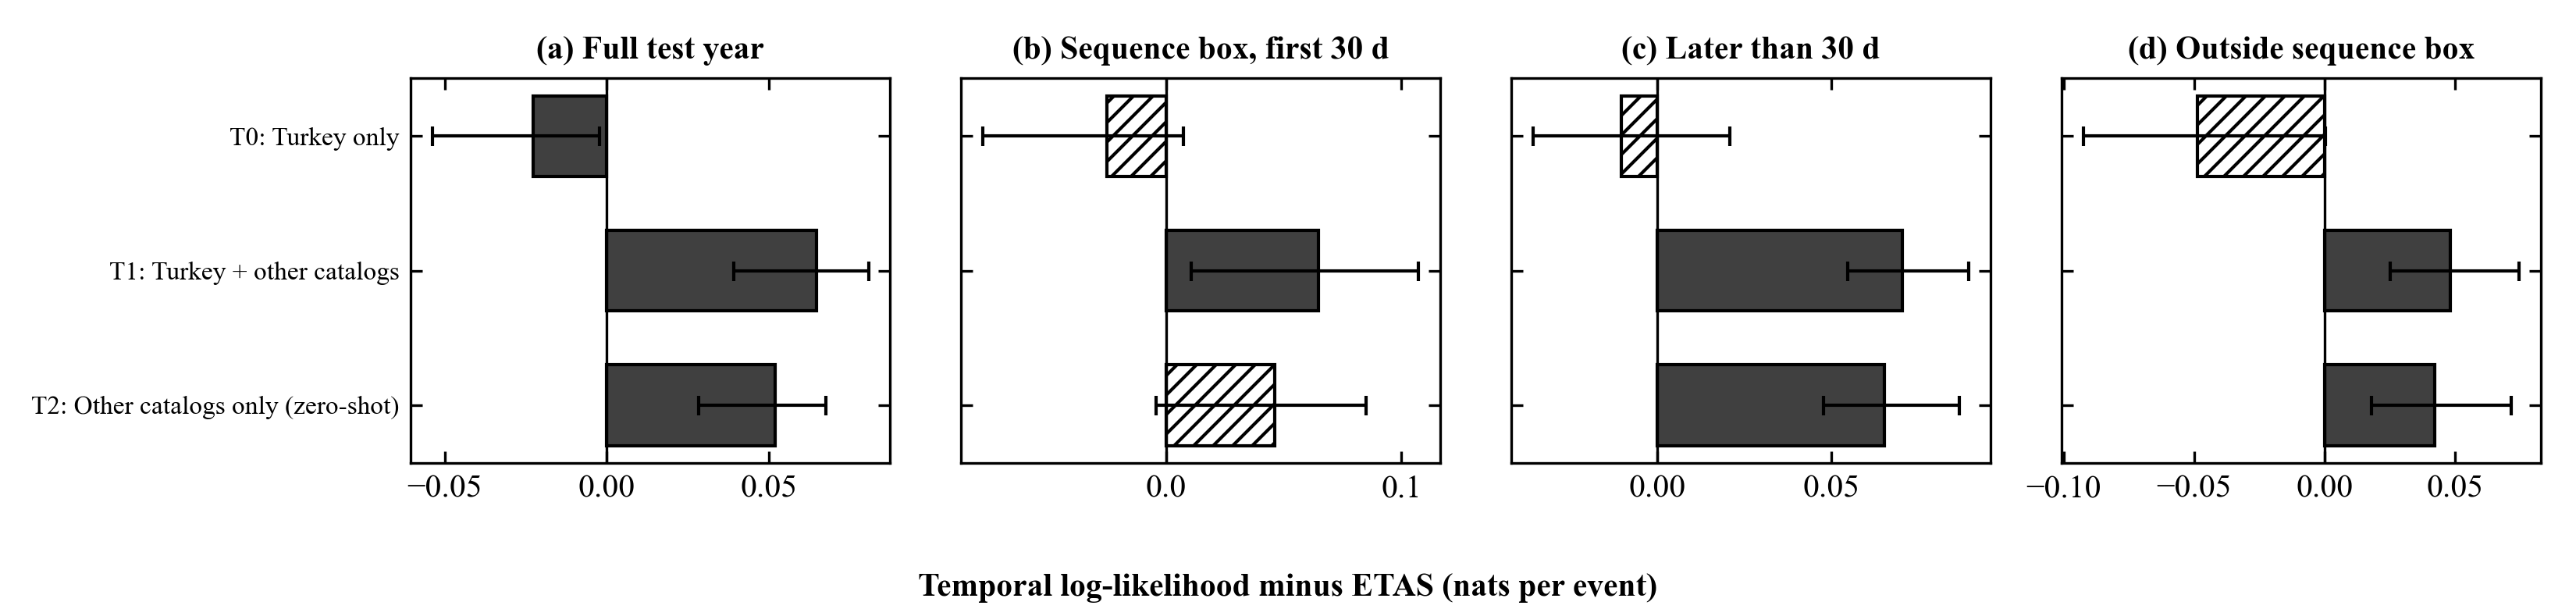 (a) Full test year
(b) Sequence box, first 30 d
(c) Later than 30 d
(d) Outside sequence box
T0: Turkey only
T1: Turkey + other catalogs
T2: Other catalogs only (zero-shot)
−0.05 0.00 0.05
0.0 0.1
0.00 0.05
−0.10 −0.05 0.00 0.05
Temporal log-likelihood minus ETAS (nats per event)